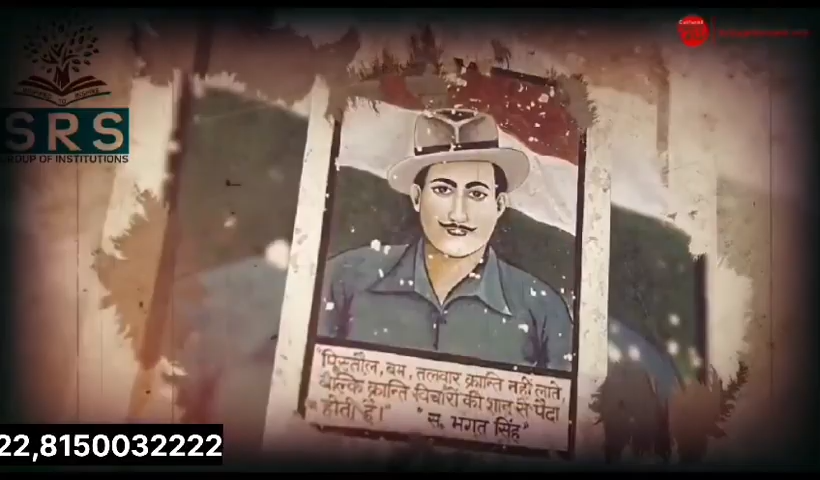 SRS
GROUP OF INSTITUTIONS
"पिस्तौल, बम, तलवार क्रान्ति नहीं लाते,
बल्कि क्रान्ति विचारों की शान से पैदा
होती है।" "स. भगत सिंह"
22,8150032222